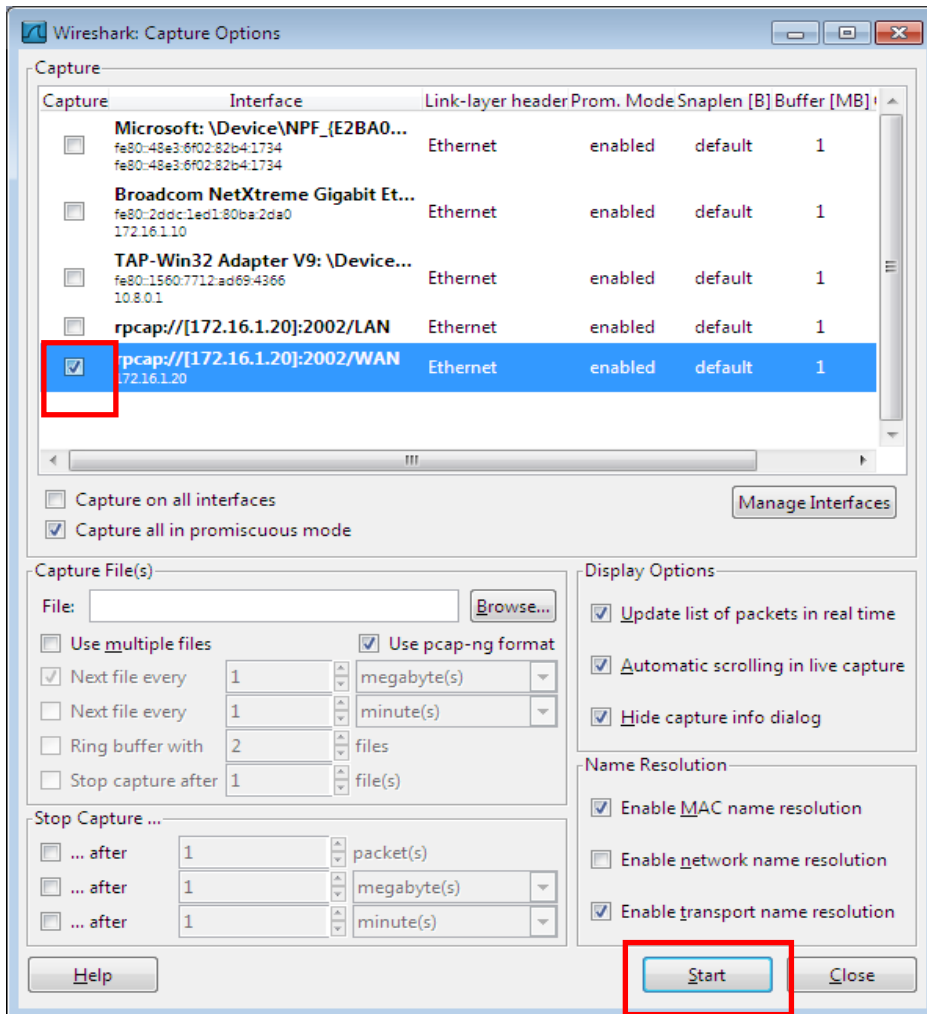 Wireshark: Capture Options
Capture
Capture Interface Link-layer header Prom. Mode Snaplen [B] Buffer [MB]
Microsoft: \Device\NPF_{E2BA0...
fe80::48e3:6f02:82b4:1734
fe80::48e3:6f02:82b4:1734
Ethernet enabled default 1
Broadcom NetXtreme Gigabit Et...
fe80::2ddc:1ed1:80ba:2da0
172.16.1.10
Ethernet enabled default 1
TAP-Win32 Adapter V9: \Device...
fe80::1560:7712:ad69:4366
10.8.0.1
Ethernet enabled default 1
rpcap://[172.16.1.20]:2002/LAN Ethernet enabled default 1
rpcap://[172.16.1.20]:2002/WAN
172.16.1.20
Ethernet enabled default 1
Capture on all interfaces
Manage Interfaces
Capture all in promiscuous mode
Capture File(s)
File: Browse...
Use multiple files Use pcap-ng format
Next file every 1 megabyte(s)
Next file every 1 minute(s)
Ring buffer with 2 files
Stop capture after 1 file(s)
Stop Capture ...
... after 1 packet(s)
... after 1 megabyte(s)
... after 1 minute(s)
Display Options
Update list of packets in real time
Automatic scrolling in live capture
Hide capture info dialog
Name Resolution
Enable MAC name resolution
Enable network name resolution
Enable transport name resolution
Help Start Close